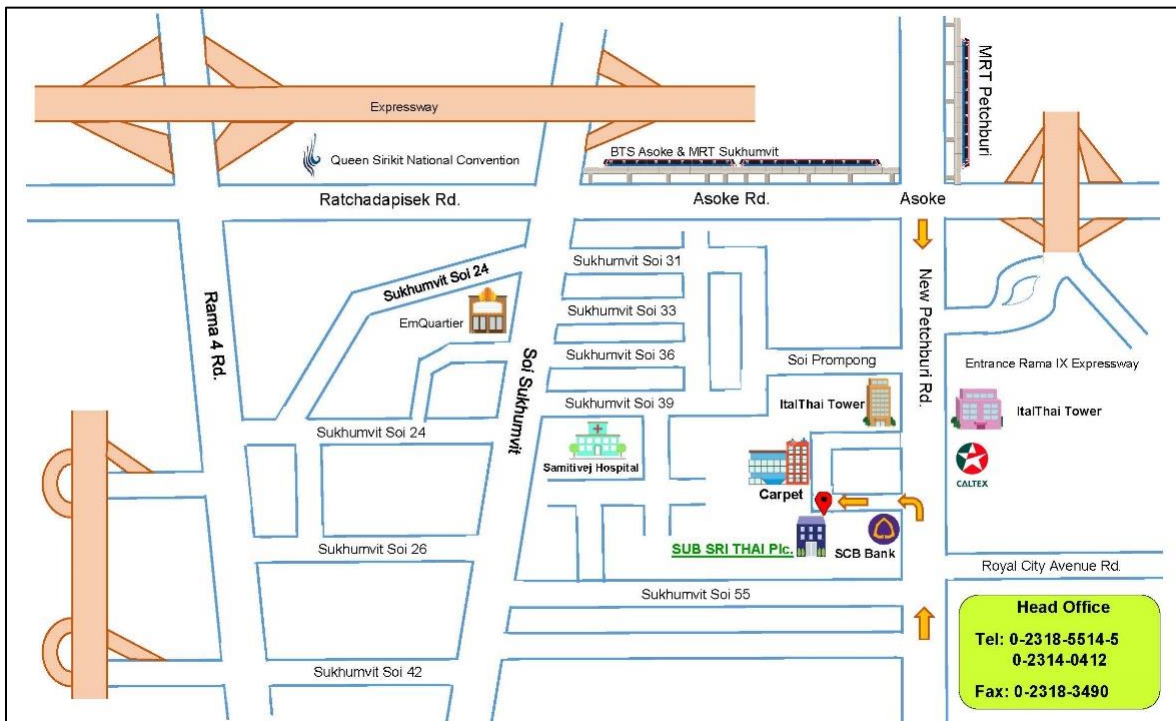 Expressway
MRT Petchburi
Queen Sirikit National Convention
BTS Asoke & MRT Sukhumvit
Ratchadapisek Rd.
Asoke Rd.
Asoke
Sukhumvit Soi 24
Sukhumvit Soi 31
EmQuartier
Sukhumvit Soi 33
Rama 4 Rd.
Soi Sukhumvit
Sukhumvit Soi 36
Soi Prompong
New Petchburi Rd.
Entrance Rama IX Expressway
Sukhumvit Soi 39
ItalThai Tower
ItalThai Tower
Sukhumvit Soi 24
Samitivej Hospital
CALTEX
Carpet
SUB SRI THAI Plc.
SCB Bank
Sukhumvit Soi 26
Royal City Avenue Rd.
Sukhumvit Soi 55
Sukhumvit Soi 42
Head Office
Tel: 0-2318-5514-5
0-2314-0412
Fax: 0-2318-3490